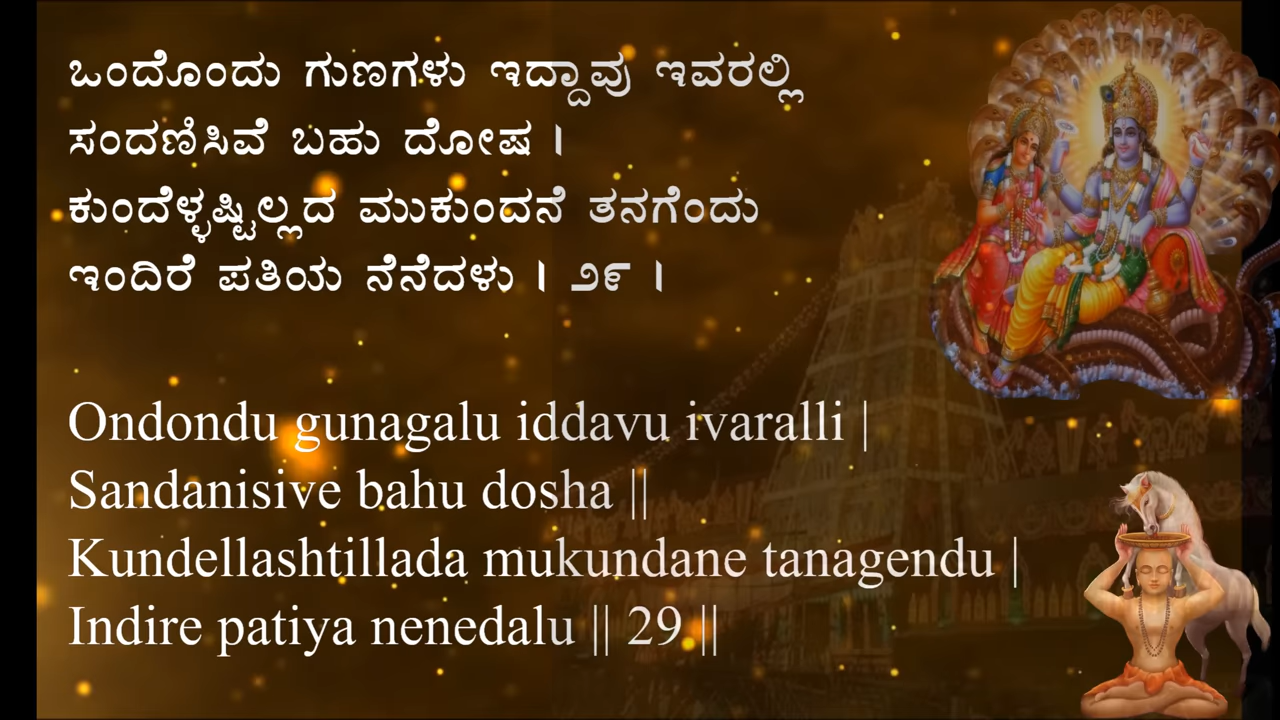 ಒಂದೊಂದು ಗುಣಗಳು ಇದ್ದಾವು ಇವರಲ್ಲಿ
ಸಂದಣಿಸಿವೆ ಬಹು ದೋಷ ।
ಕುಂದೆಳ್ಳಷ್ಟಿಲ್ಲದ ಮುಕುಂದನೆ ತನಗೆಂದು
ಇಂದಿರೆ ಪತಿಯ ನೆನೆದಳು । ೨೯ ।
Ondondu gunagalu iddavu ivaralli |
Sandanisive bahu dosha ||
Kundellashtillada mukundane tanagendu |
Indire patiya nenedalu || 29 ||